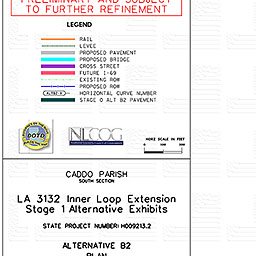 PRELIMINARY AND SUBJECT
TO FURTHER REFINEMENT
LEGEND
RAIL
LEVEE
PROPOSED PAVEMENT
PROPOSED BRIDGE
CROSS STREET
FUTURE I-69
EXISTING ROW
PROPOSED ROW
HORIZONTAL CURVE NUMBER
STAGE 0 ALT B2 PAVEMENT
DOTD
NLCOG
HORZ SCALE IN FEET
CADDO PARISH
SOUTH SECTION
LA 3132 Inner Loop Extension
Stage 1 Alternative Exhibits
STATE PROJECT NUMBER: H009213.2
ALTERNATIVE B2
PLAN